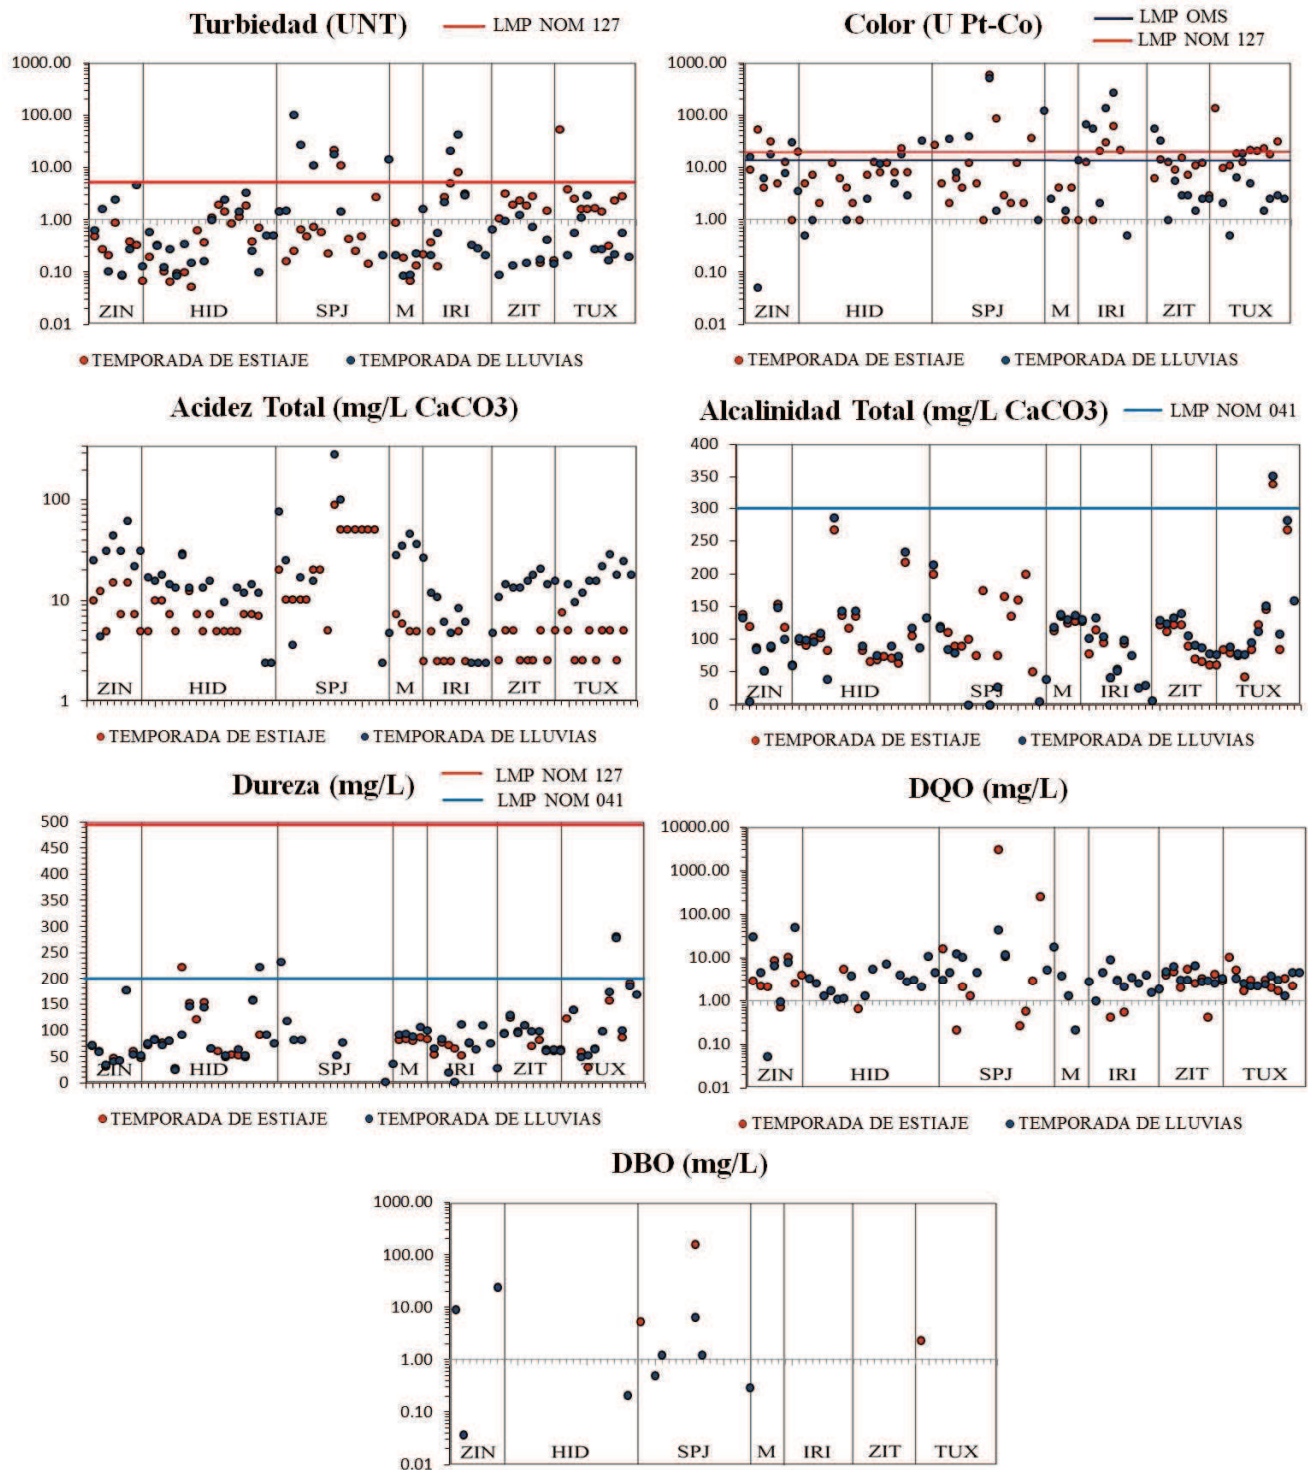 Turbiedad (UNT)
LMP NOM 127
1000.00
100.00
10.00
1.00
0.10
0.01
ZIN HID SPJ M IRI ZIT TUX
TEMPORADA DE ESTIAJE TEMPORADA DE LLUVIAS
Color (U Pt-Co)
LMP OMS
LMP NOM 127
1000.00
100.00
10.00
1.00
0.10
0.01
ZIN HID SPJ M IRI ZIT TUX
TEMPORADA DE ESTIAJE TEMPORADA DE LLUVIAS
Acidez Total (mg/L CaCO3)
100
10
1
ZIN HID SPJ M IRI ZIT TUX
TEMPORADA DE ESTIAJE TEMPORADA DE LLUVIAS
Alcalinidad Total (mg/L CaCO3)
LMP NOM 041
400
350
300
250
200
150
100
50
0
ZIN HID SPJ M IRI ZIT TUX
TEMPORADA DE ESTIAJE TEMPORADA DE LLUVIAS
Dureza (mg/L)
LMP NOM 127
LMP NOM 041
500
450
400
350
300
250
200
150
100
50
0
ZIN HID SPJ M IRI ZIT TUX
TEMPORADA DE ESTIAJE TEMPORADA DE LLUVIAS
DQO (mg/L)
10000.00
1000.00
100.00
10.00
1.00
0.10
0.01
ZIN HID SPJ M IRI ZIT TUX
TEMPORADA DE ESTIAJE TEMPORADA DE LLUVIAS
DBO (mg/L)
1000.00
100.00
10.00
1.00
0.10
0.01
ZIN HID SPJ M IRI ZIT TUX